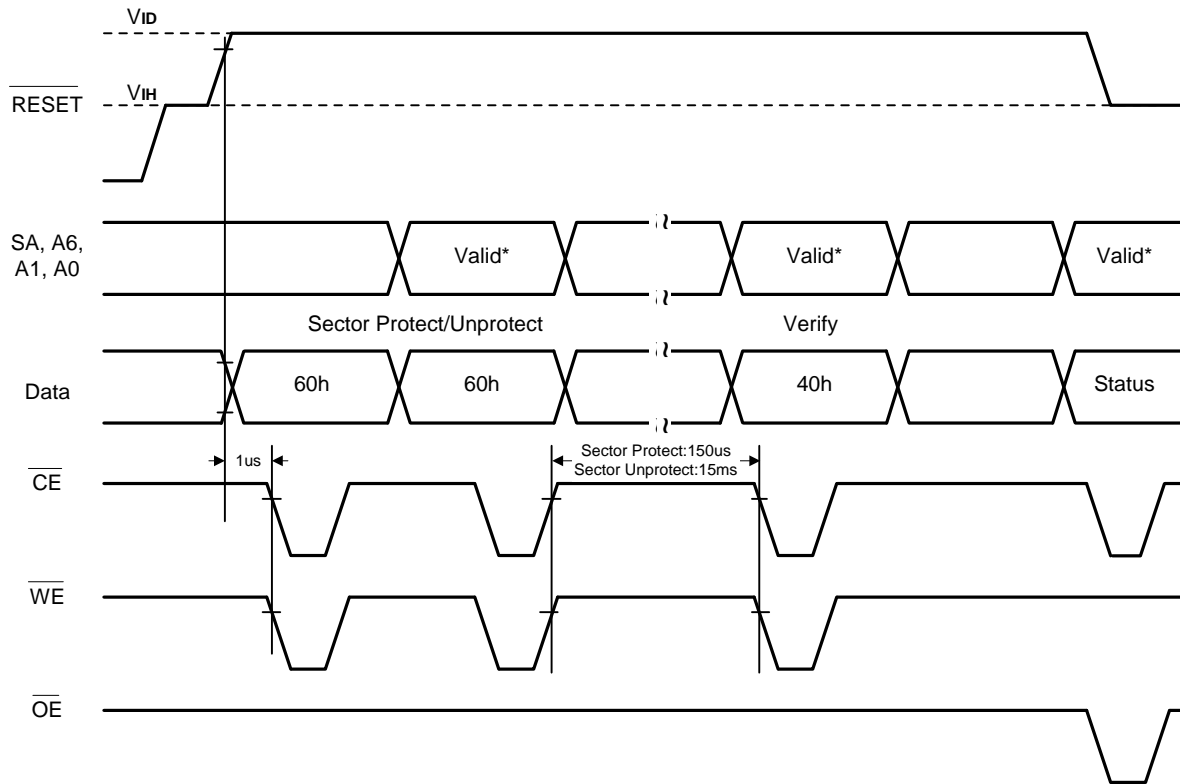 VID
VIH
RESET
SA, A6,
A1, A0
Valid*
Valid*
Valid*
Sector Protect/Unprotect
Verify
Data
60h
60h
40h
Status
1us
Sector Protect:150us
Sector Unprotect:15ms
CE
WE
OE